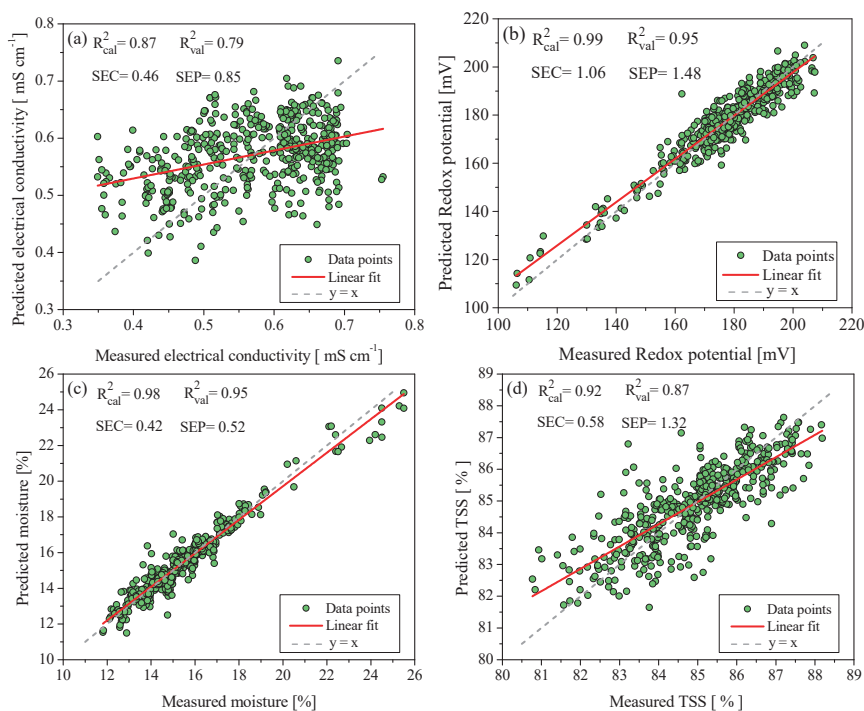 (a)
R²cal= 0.87 R²val= 0.79
SEC= 0.46 SEP= 0.85
Predicted electrical conductivity [ mS cm⁻¹]
0.8
0.7
0.6
0.5
0.4
0.3
Data points
Linear fit
y = x
0.3 0.4 0.5 0.6 0.7 0.8
Measured electrical conductivity [ mS cm⁻¹]
(b)
R²cal= 0.99 R²val= 0.95
SEC= 1.06 SEP= 1.48
Predicted Redox potential [mV]
220
200
180
160
140
120
100
Data points
Linear fit
y = x
100 120 140 160 180 200 220
Measured Redox potential [mV]
(c)
R²cal= 0.98 R²val= 0.95
SEC= 0.42 SEP= 0.52
Predicted moisture [%]
26
24
22
20
18
16
14
12
10
Data points
Linear fit
y = x
10 12 14 16 18 20 22 24 26
Measured moisture [%]
(d)
R²cal= 0.92 R²val= 0.87
SEC= 0.58 SEP= 1.32
Predicted TSS [ % ]
89
88
87
86
85
84
83
82
81
80
Data points
Linear fit
y = x
80 81 82 83 84 85 86 87 88 89
Measured TSS [ % ]